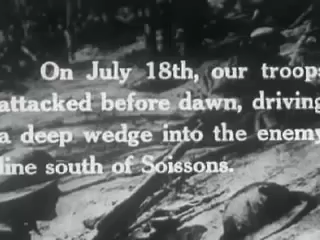 On July 18th, our troops
attacked before dawn, driving
a deep wedge into the enemy
line south of Soissons.